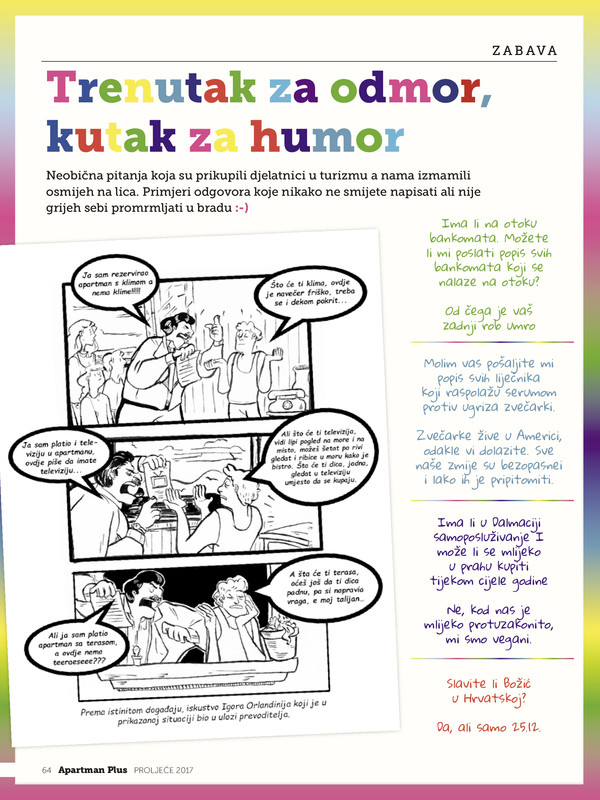 ZABAVA
Trenutak za odmor,
kutak za humor
Neobična pitanja koja su prikupili djelatnici u turizmu a nama izmamili
osmijeh na lica. Primjeri odgovora koje nikako ne smijete napisati ali nije
grijeh sebi promrmljati u bradu :-)
Ja sam rezervirao
apartman s klimom a
nema klime!!!!
Što će ti klima, ovdje
je navečer friško, treba
se i dekom pokrit...
Ja sam platio i tele-
viziju u apartmanu,
ovdje piše da imate
televiziju...
Ali što će ti televizija,
vidi lipi pogled na more i na
misto, možeš šetat po rivi
gledat i ribice u moru kako je
bistro. Šta će ti dica, jadna,
gledat u televiziju
umjesto da se kupaju.
A šta će ti terasa,
oćeš još da ti dica
padnu, pa si napravio
vraga, e moj talijan..
Ali ja sam platio
apartman sa terasom,
a ovdje nema
teeraeseee???
Prema istinitom događaju, iskustvo Igora Orlandinija koji je u
prikazanoj situaciji bio u ulozi prevoditelja.
Ima li na otoku
bankomata. Možete
li mi poslati popis svih
bankomata koji se
nalaze na otoku?
Od čega je vaš
zadnji rob umro
Molim vas pošaljite mi
popis svih liječnika
koji raspolažu serumom
protiv ugriza zvečarki.
Zvečarke žive u Americi,
odakle vi dolazite. Sve
naše zmije su bezopasnei
i lako ih je pripitomiti.
Ima li u Dalmaciji
samoposluživanje I
može li se mlijeko
u prahu kupiti
tijekom cijele godine
Ne, kod nas je
mlijeko protuzakonito,
mi smo vegani.
Slavite li Božić
u Hrvatskoj?
Da, ali samo 25.12.
64 Apartman Plus PROLJEĆE 2017